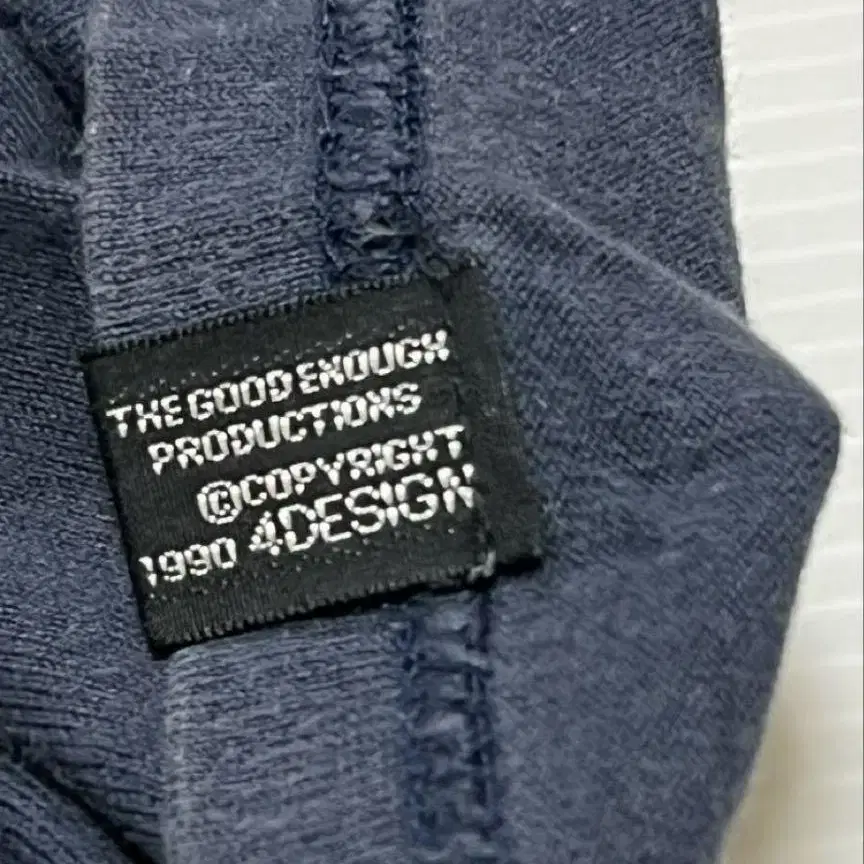 THE GOOD ENOUGH
PRODUCTIONS
©COPYRIGHT
1990 4DESIGN